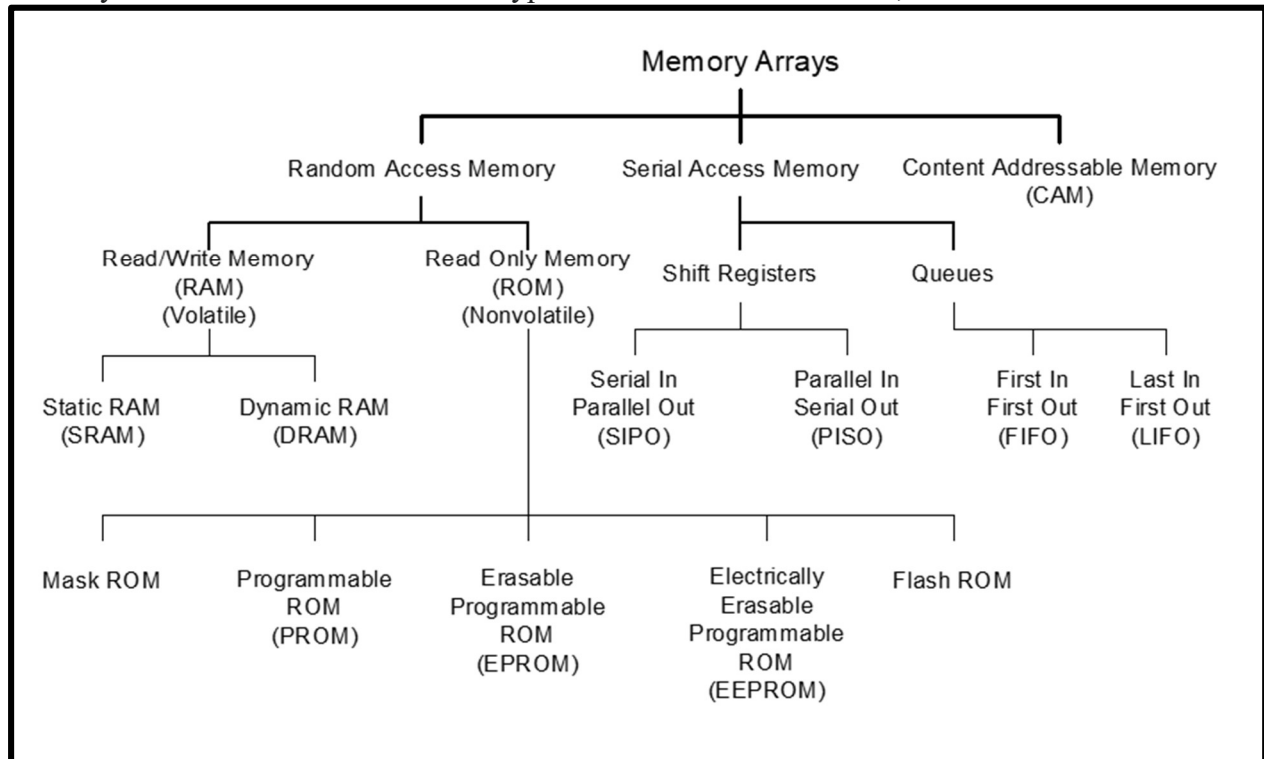 Memory Arrays
Random Access Memory
Serial Access Memory
Content Addressable Memory
(CAM)
Read/Write Memory
(RAM)
(Volatile)
Read Only Memory
(ROM)
(Nonvolatile)
Shift Registers
Queues
Static RAM
(SRAM)
Dynamic RAM
(DRAM)
Serial In
Parallel Out
(SIPO)
Parallel In
Serial Out
(PISO)
First In
First Out
(FIFO)
Last In
First Out
(LIFO)
Mask ROM
Programmable
ROM
(PROM)
Erasable
Programmable
ROM
(EPROM)
Electrically
Erasable
Programmable
ROM
(EEPROM)
Flash ROM